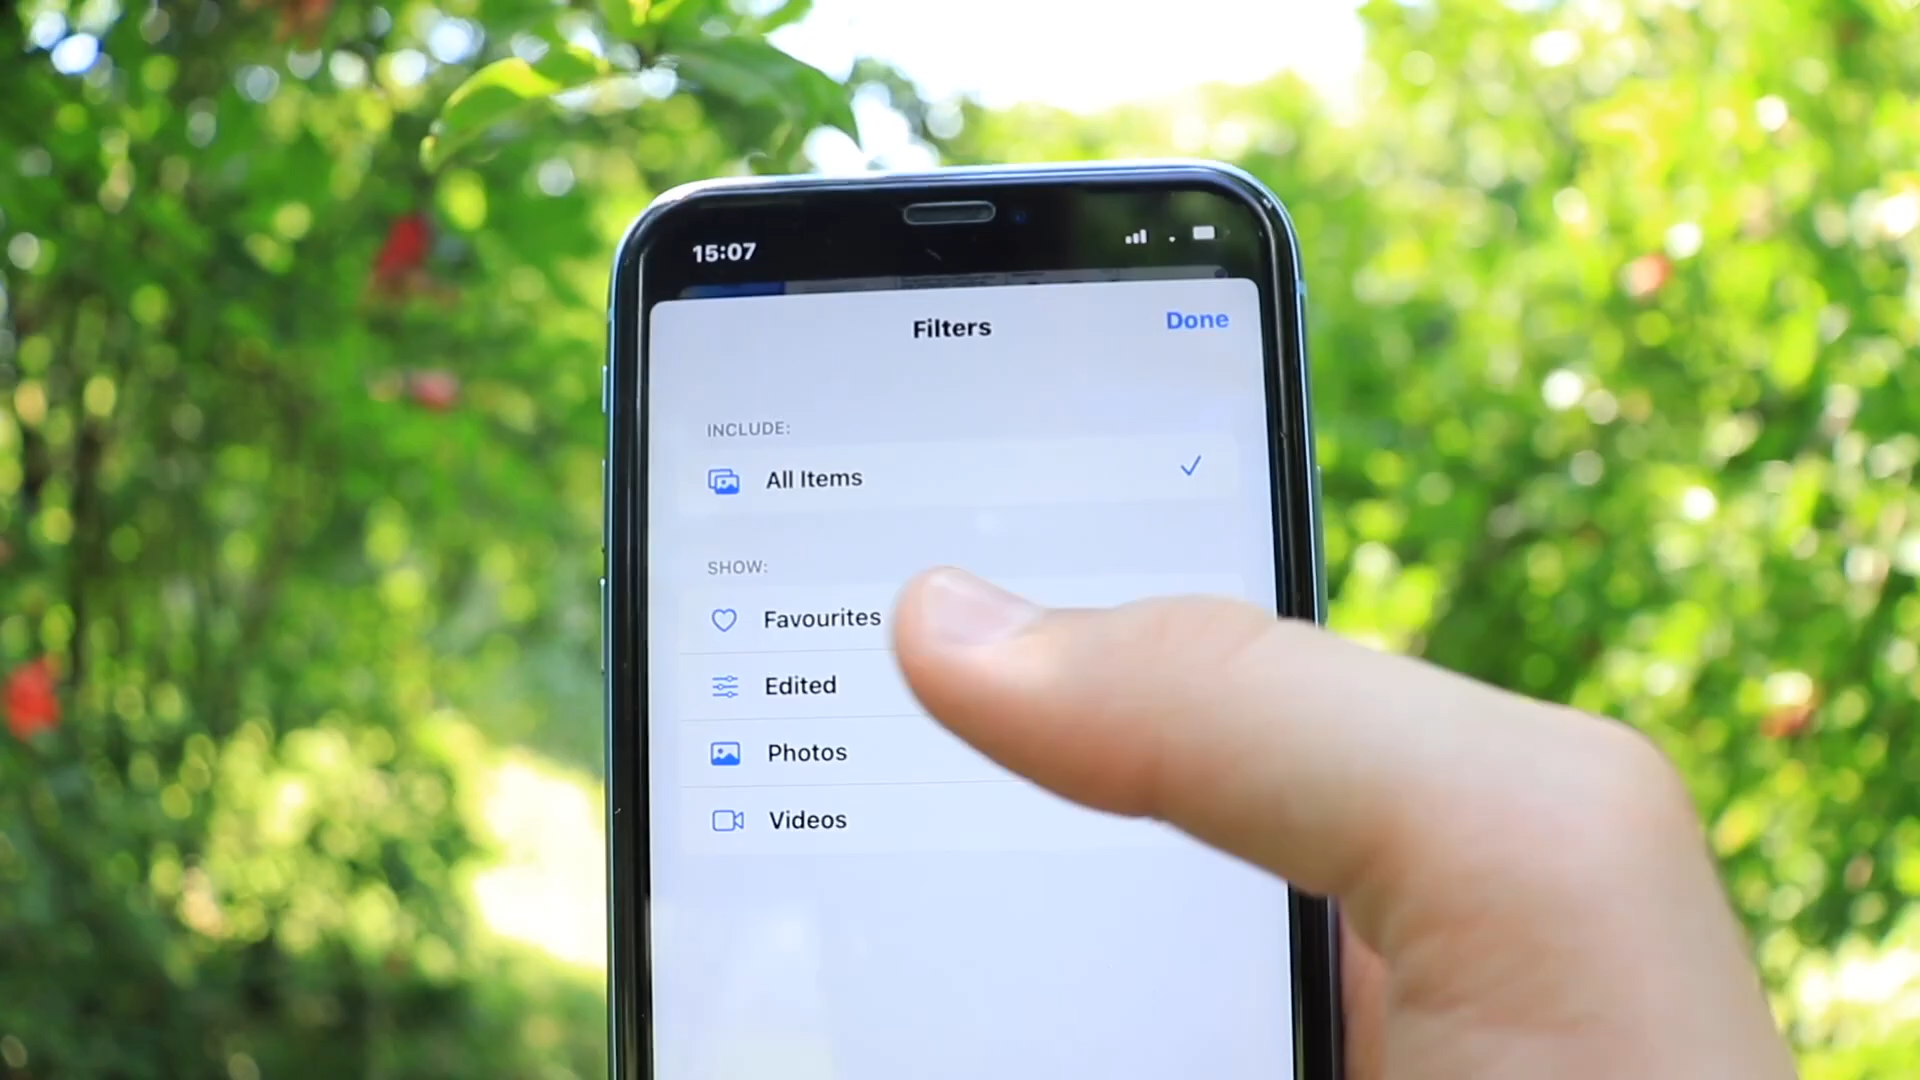 15:07
Filters
Done
INCLUDE:
All Items
SHOW:
Favourites
Edited
Photos
Videos